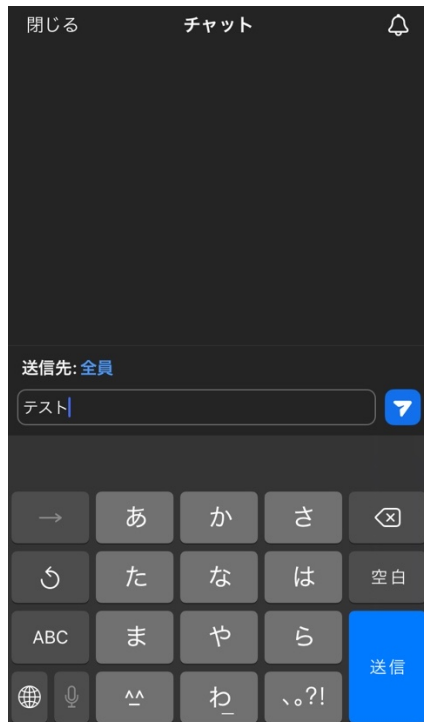 閉じる チャット
送信先: 全員
テスト
→ あ か さ
た な は 空白
ABC ま や ら 送信
^^ わ_ 、。?!